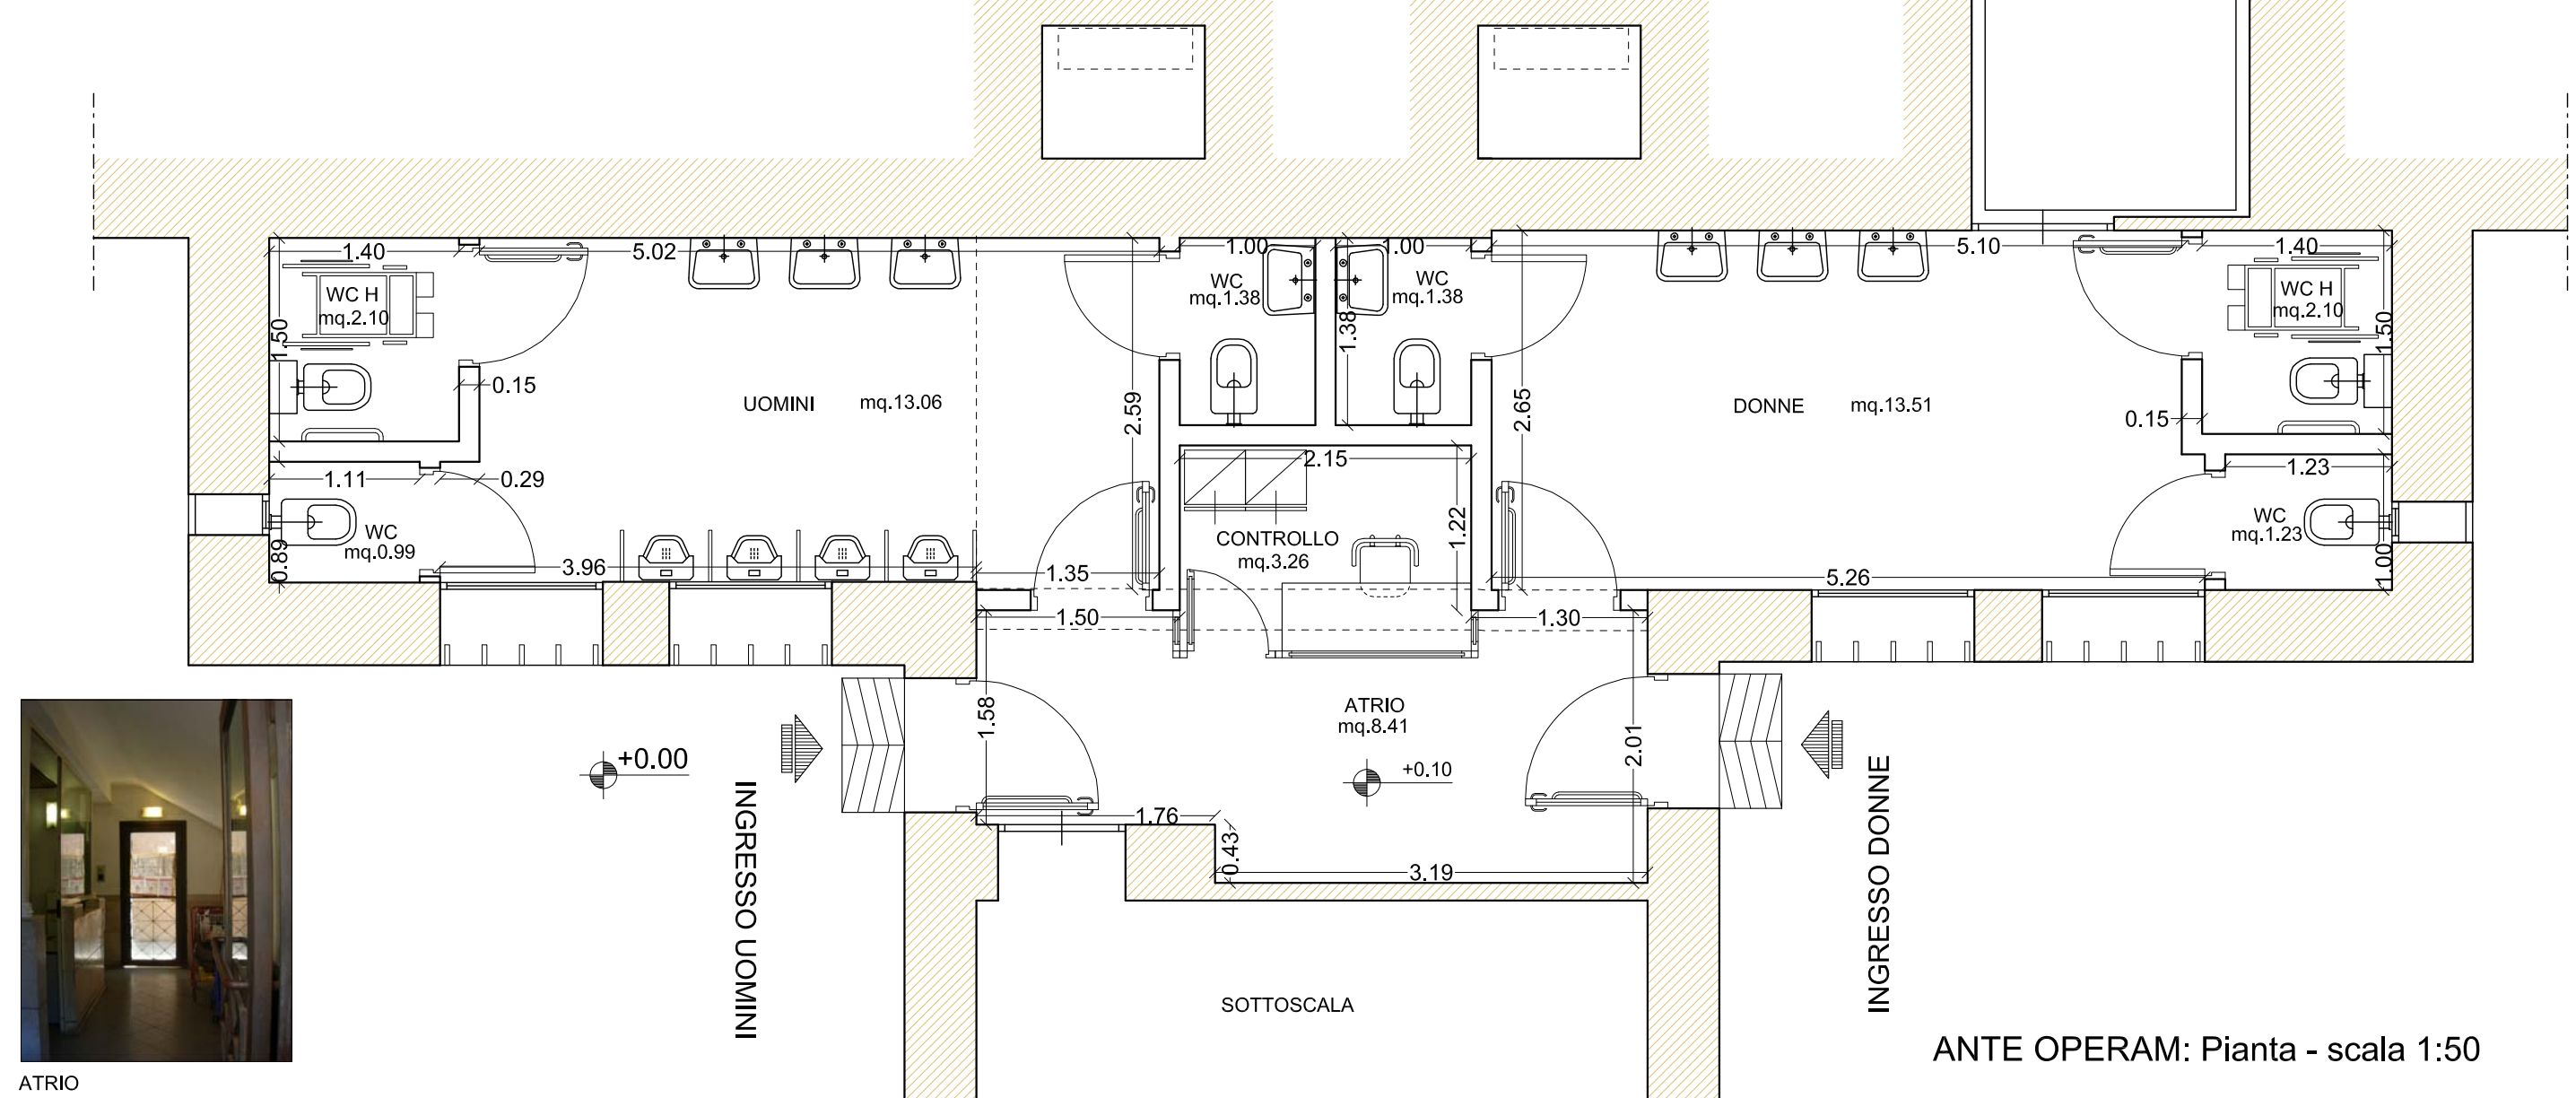 1.40
5.02
1.00
1.00
5.10
1.40
WC H
mq.2.10
WC
mq.1.38
WC
mq.1.38
WC H
mq.2.10
1.50
1.38
1.50
0.15
UOMINI mq.13.06
2.59
2.65
DONNE mq.13.51
0.15
2.15
1.11
0.29
1.23
WC
mq.0.99
CONTROLLO
mq.3.26
1.22
WC
mq.1.23
0.89
3.96
1.35
5.26
1.00
1.50
1.30
1.58
ATRIO
mq.8.41
2.01
+0.00
+0.10
1.76
0.43
3.19
INGRESSO UOMINI
INGRESSO DONNE
SOTTOSCALA
ATRIO
ANTE OPERAM: Pianta - scala 1:50